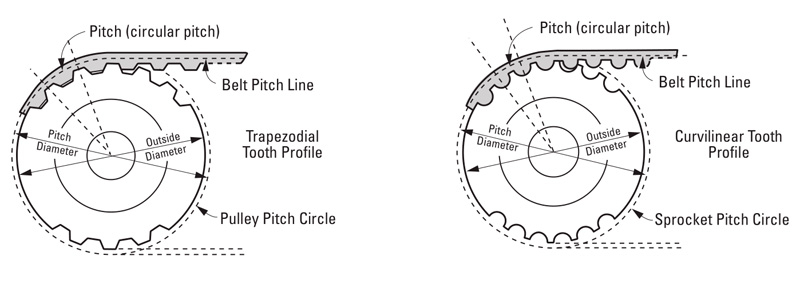 Pitch (circular pitch)
Belt Pitch Line
Pitch
Diameter
Outside
Diameter
Trapezodial
Tooth Profile
Pulley Pitch Circle
Pitch (circular pitch)
Belt Pitch Line
Pitch
Diameter
Outside
Diameter
Curvilinear Tooth
Profile
Sprocket Pitch Circle